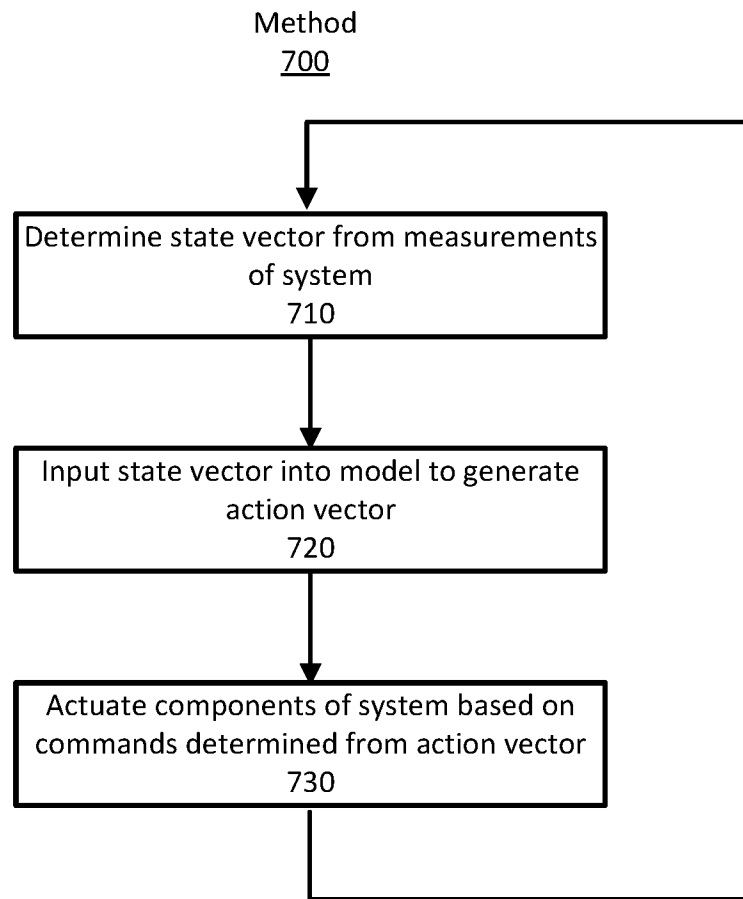 Method
700
Determine state vector from measurements
of system
710
Input state vector into model to generate
action vector
720
Actuate components of system based on
commands determined from action vector
730